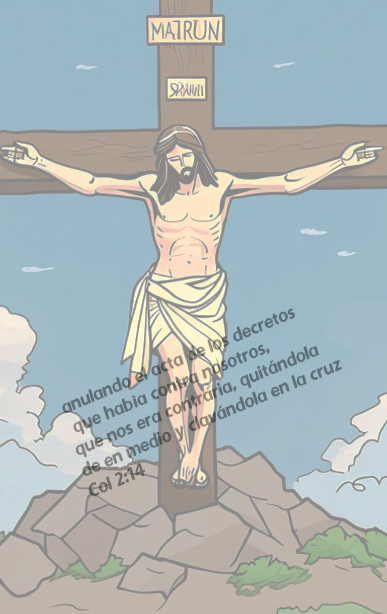 MATRUN
anulando el acta de los decretos
que había contra nosotros,
que nos era contraria, quitándola
de en medio y clavándola en la cruz
Col 2:14